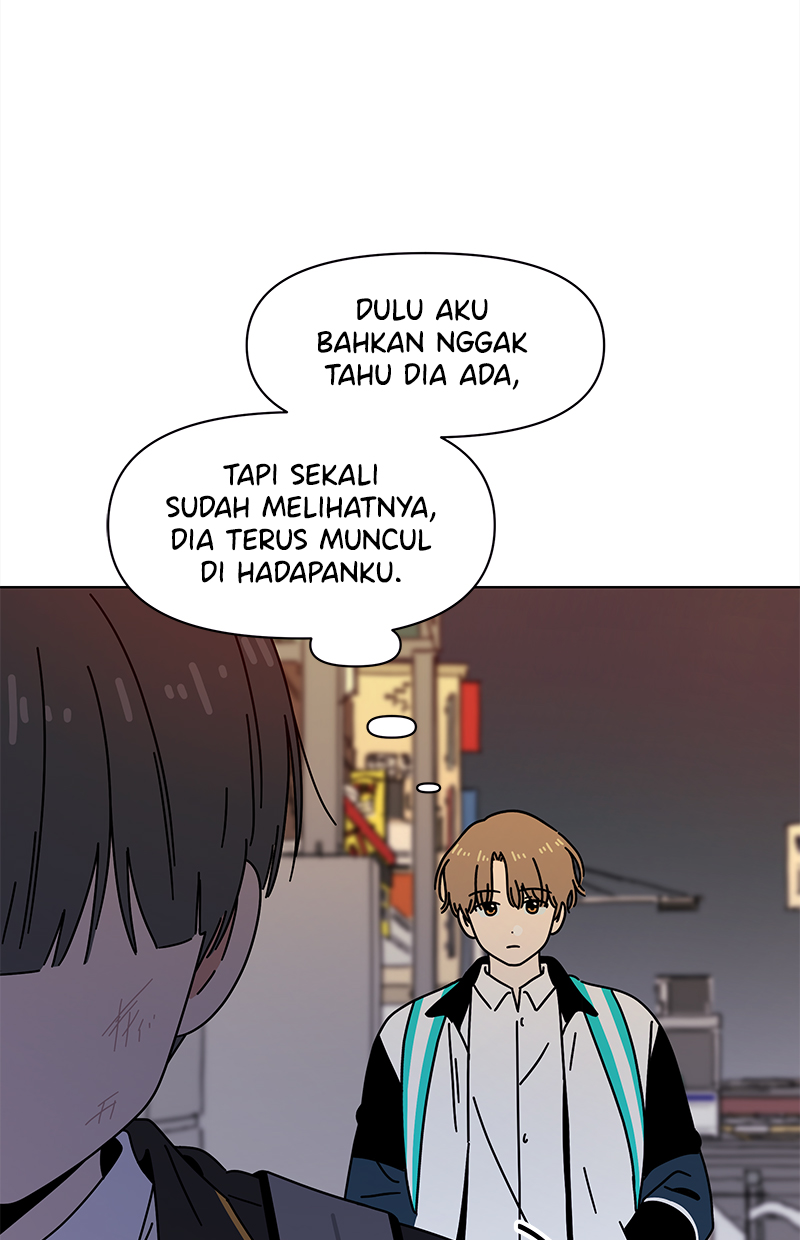 DULU AKU
BAHKAN NGGAK
TAHU DIA ADA,
TAPI SEKALI
SUDAH MELIHATNYA,
DIA TERUS MUNCUL
DI HADAPANKU.